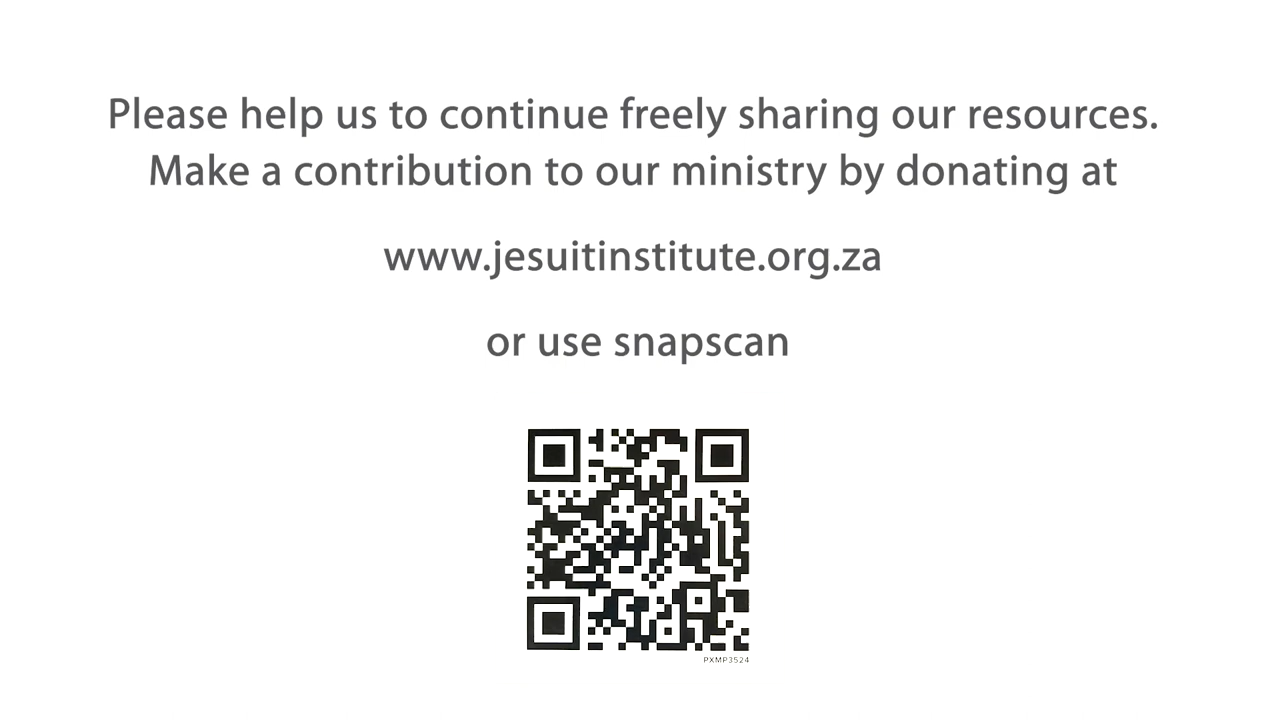 Please help us to continue freely sharing our resources.
Make a contribution to our ministry by donating at
www.jesuitinstitute.org.za
or use snapscan
PXMP3524